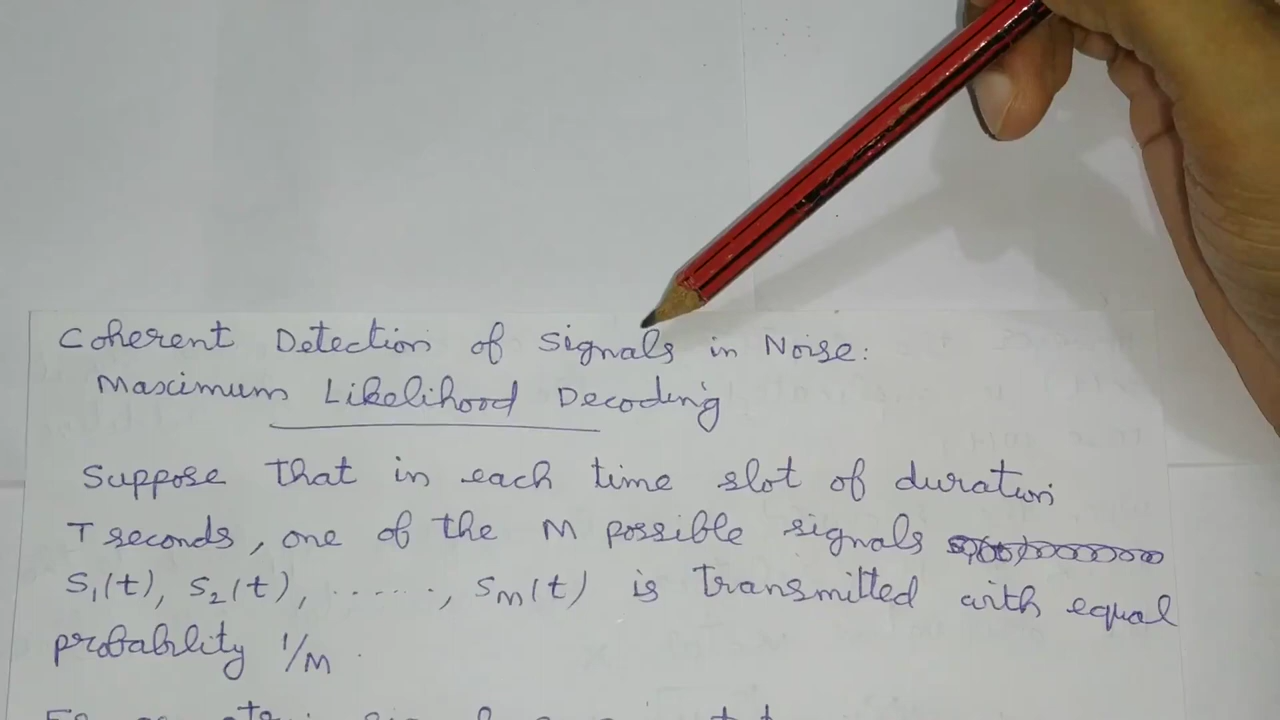 Coherent Detection of Signals in Noise:
Maximum Likelihood Decoding
Suppose that in each time slot of duration
T seconds, one of the M possible signals
S₁(t), S₂(t), ......, Sₘ(t) is transmitted with equal
probability 1/M.